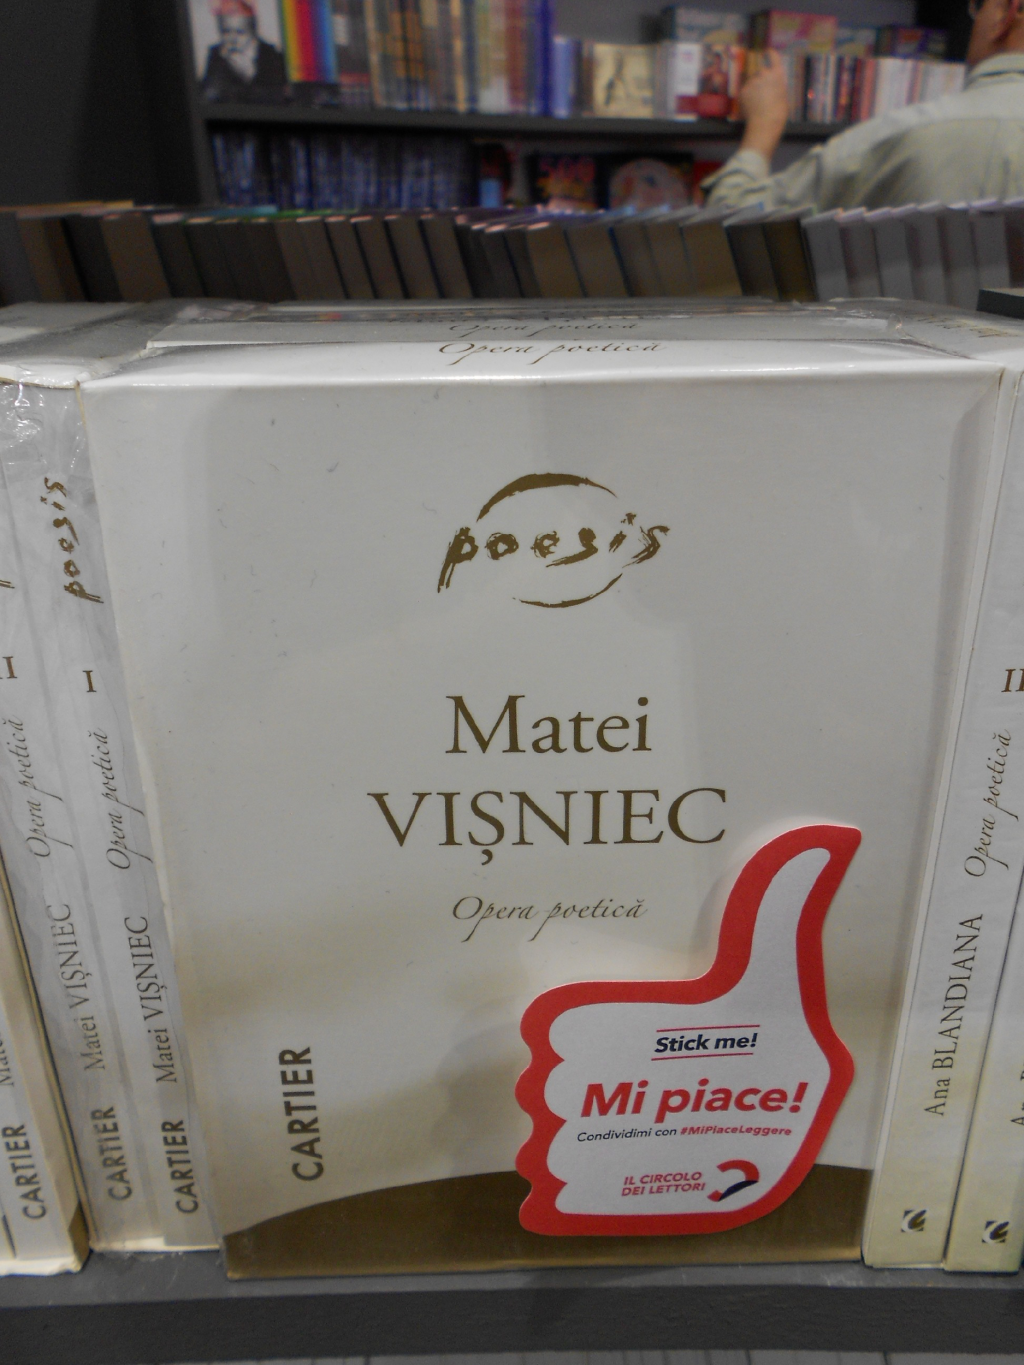 Opera poetică
Opera poetică
poesis
Matei
VIȘNIEC
Opera poetică
CARTIER
Stick me!
Mi piace!
Condividimi con #MiPiaceLeggere
IL CIRCOLO
DEI LETTORI
poesis
I
Opera poetică
Matei VIȘNIEC
CARTIER
Opera poetică
Matei VIȘNIEC
CARTIER
CARTIER
II
Opera poetică
Ana BLANDIANA